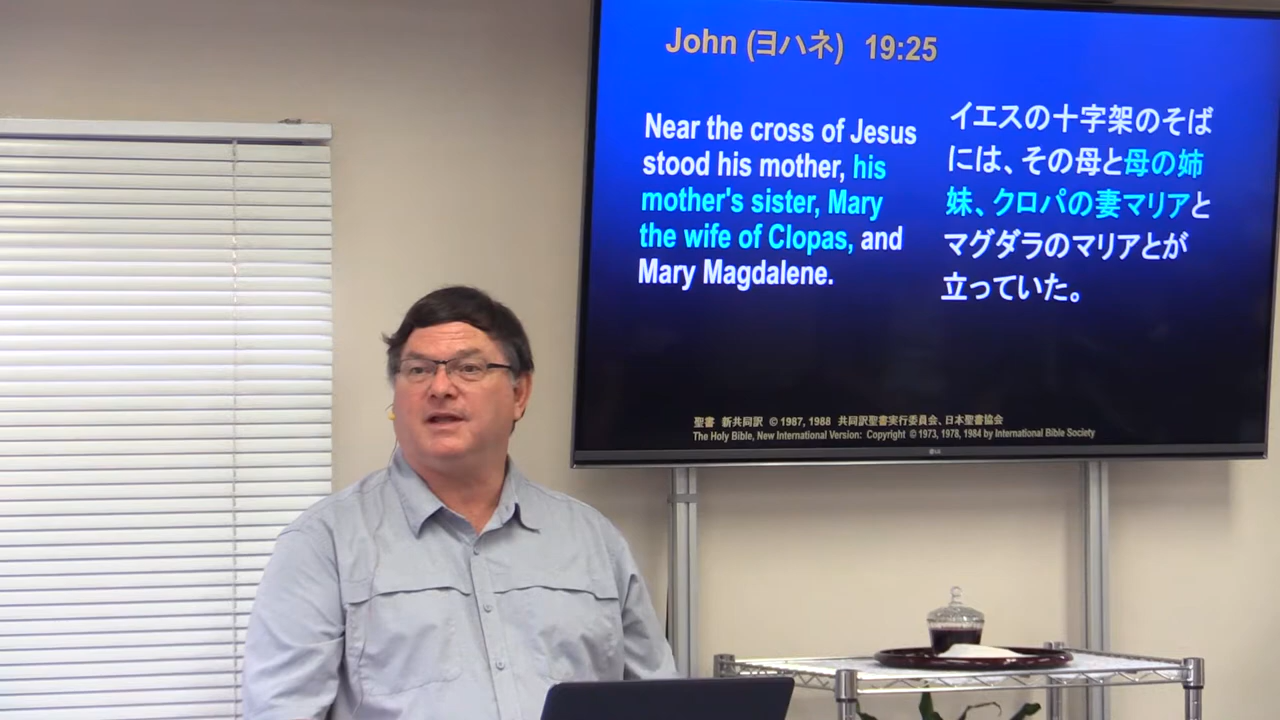 John (ヨハネ) 19:25
Near the cross of Jesus
stood his mother, his
mother's sister, Mary
the wife of Clopas, and
Mary Magdalene.
イエスの十字架のそば
には、その母と母の姉
妹、クロパの妻マリアと
マグダラのマリアとが
立っていた。
聖書 新共同訳 © 1987, 1988 共同訳聖書実行委員会、日本聖書協会
The Holy Bible, New International Version: Copyright © 1973, 1978, 1984 by International Bible Society
LG